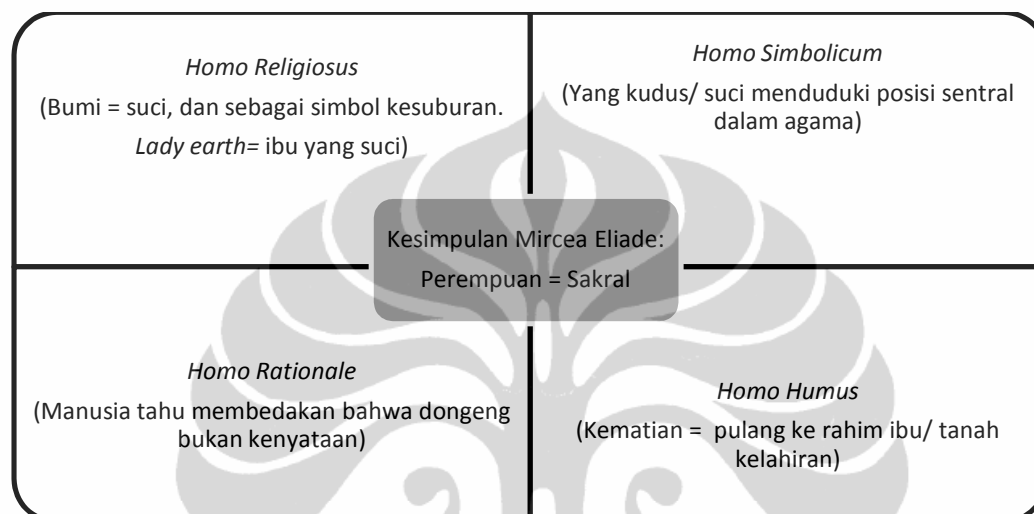 Homo Religiosus
(Bumi = suci, dan sebagai simbol kesuburan.
Lady earth= ibu yang suci)
Homo Simbolicum
(Yang kudus/ suci menduduki posisi sentral
dalam agama)
Kesimpulan Mircea Eliade:
Perempuan = Sakral
Homo Rationale
(Manusia tahu membedakan bahwa dongeng
bukan kenyataan)
Homo Humus
(Kematian =  pulang ke rahim ibu/ tanah
kelahiran)